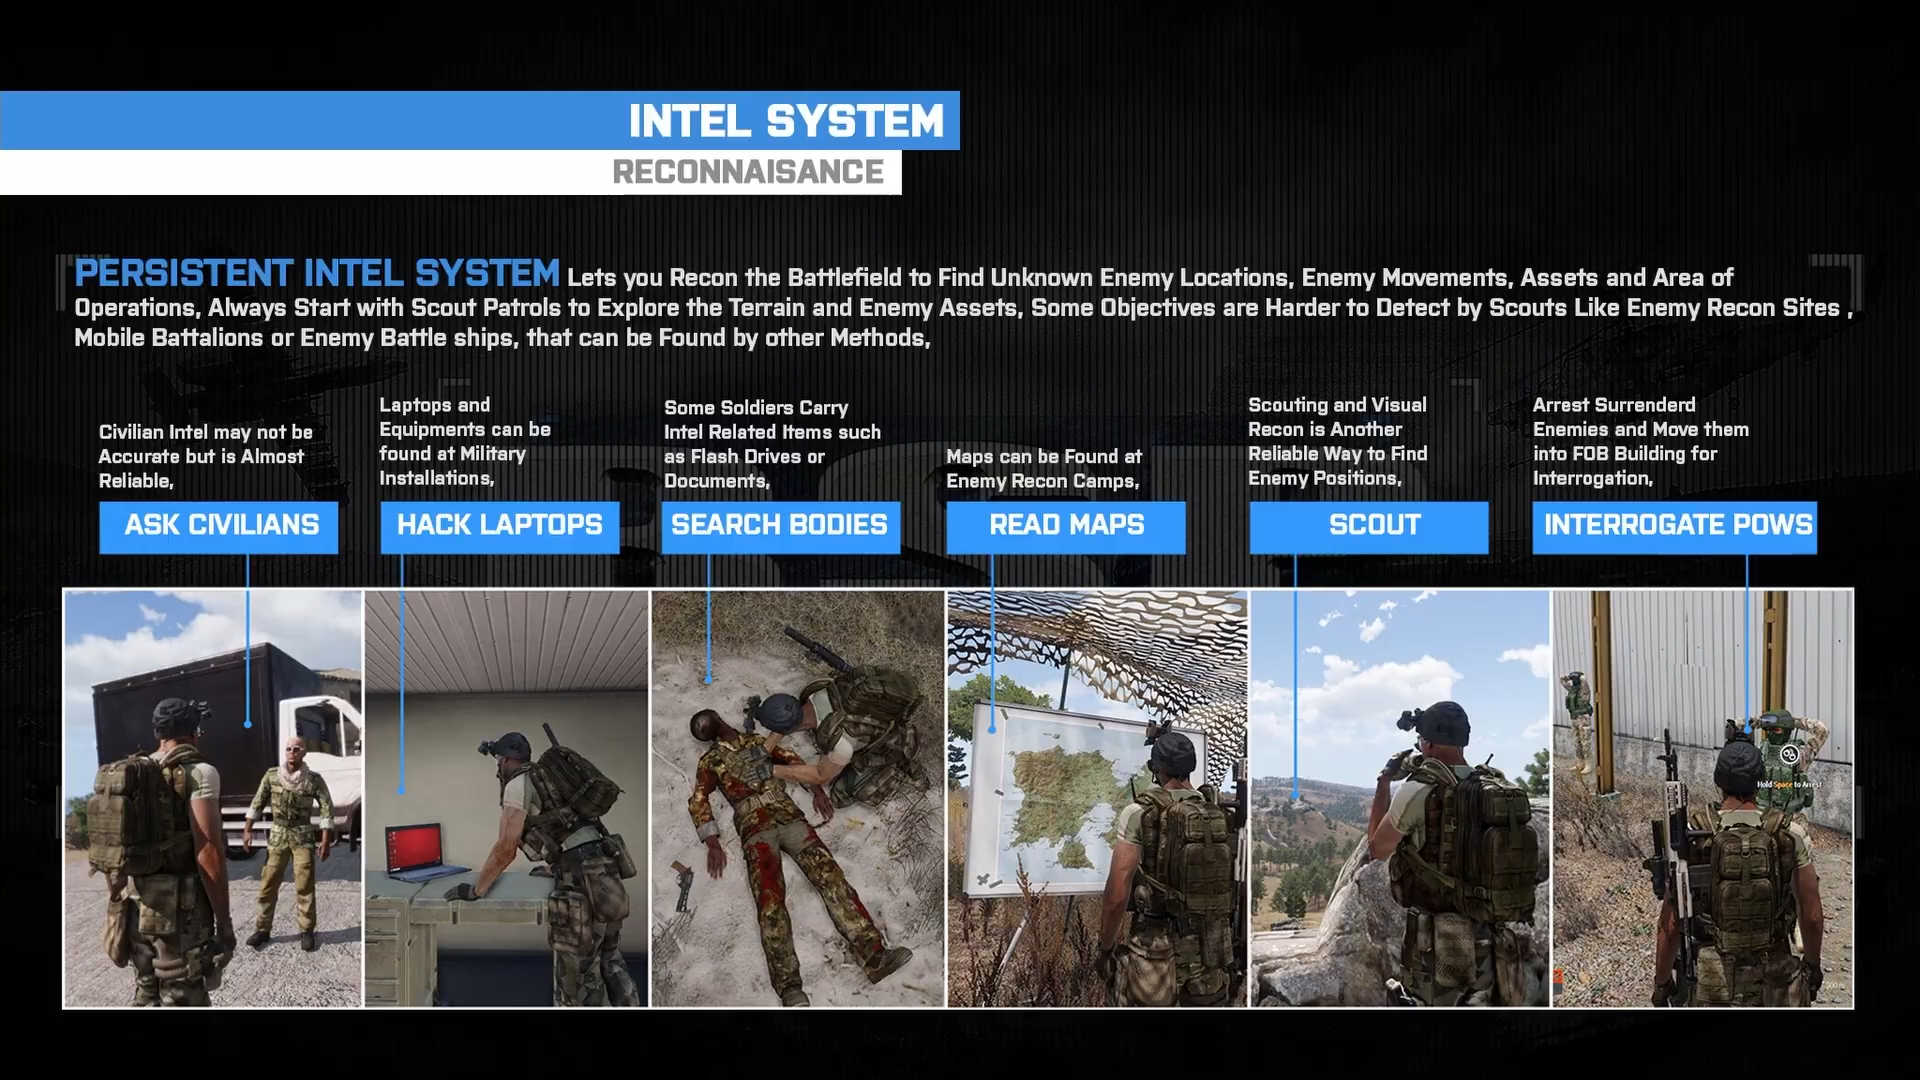 INTEL SYSTEM
RECONNAISANCE
PERSISTENT INTEL SYSTEM Lets you Recon the Battlefield to Find Unknown Enemy Locations, Enemy Movements, Assets and Area of
Operations, Always Start with Scout Patrols to Explore the Terrain and Enemy Assets, Some Objectives are Harder to Detect by Scouts Like Enemy Recon Sites ,
Mobile Battalions or Enemy Battle ships, that can be Found by other Methods,
Civilian Intel may not be
Accurate but is Almost
Reliable,
ASK CIVILIANS
Laptops and
Equipments can be
found at Military
Installations,
HACK LAPTOPS
Some Soldiers Carry
Intel Related Items such
as Flash Drives or
Documents,
SEARCH BODIES
Maps can be Found at
Enemy Recon Camps,
READ MAPS
Scouting and Visual
Recon is Another
Reliable Way to Find
Enemy Positions,
SCOUT
Arrest Surrenderd
Enemies and Move them
into FOB Building for
Interrogation,
INTERROGATE POWS
Hold Space to Arrest